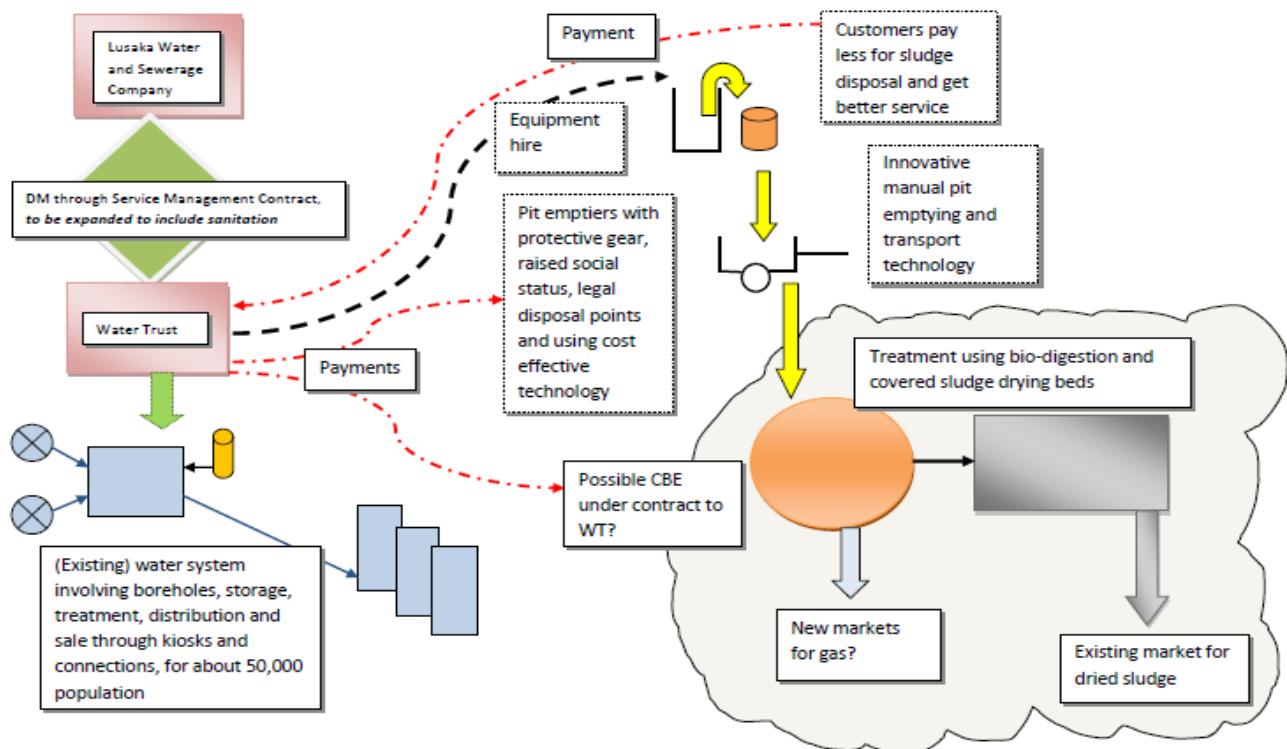 Lusaka Water
and Sewerage
Company
Payment
Customers pay
less for sludge
disposal and get
better service
Equipment
hire
DM through Service Management Contract,
to be expanded to include sanitation
Pit emptiers with
protective gear,
raised social
status, legal
disposal points
and using cost
effective
technology
Innovative
manual pit
emptying and
transport
technology
Water Trust
Payments
Treatment using bio-digestion and
covered sludge drying beds
Possible CBE
under contract to
WT?
(Existing) water system
involving boreholes, storage,
treatment, distribution and
sale through kiosks and
connections, for about 50,000
population
New markets
for gas?
Existing market for
dried sludge